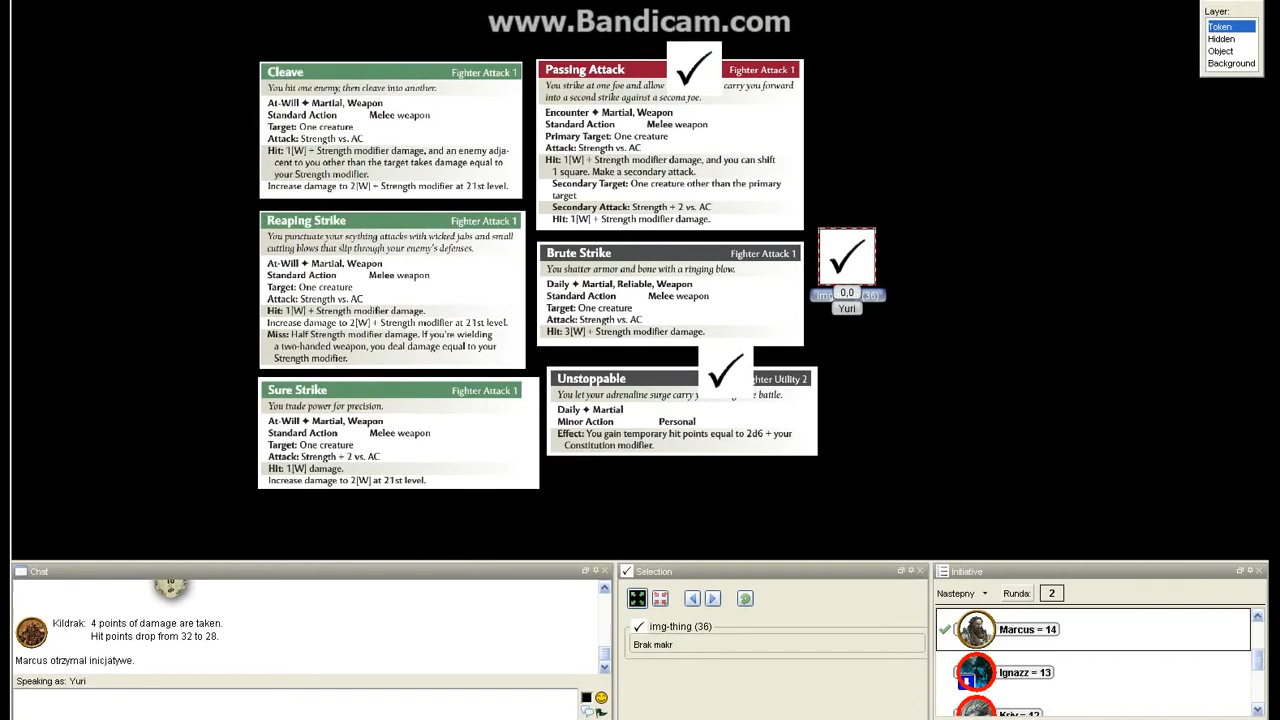 www.Bandicam.com
Layer:
Token
Hidden
Object
Background
Cleave Fighter Attack 1
You hit one enemy, then cleave into another.
At-Will ✦ Martial, Weapon
Standard Action Melee weapon
Target: One creature
Attack: Strength vs. AC
Hit: 1[W] + Strength modifier damage, and an enemy adja-
cent to you other than the target takes damage equal to
your Strength modifier.
Increase damage to 2[W] + Strength modifier at 21st level.
Reaping Strike Fighter Attack 1
You punctuate your scything attacks with wicked jabs and small
cutting blows that slip through your enemy's defenses.
At-Will ✦ Martial, Weapon
Standard Action Melee weapon
Target: One creature
Attack: Strength vs. AC
Hit: 1[W] + Strength modifier damage.
Increase damage to 2[W] + Strength modifier at 21st level.
Miss: Half Strength modifier damage. If you're wielding
a two-handed weapon, you deal damage equal to your
Strength modifier.
Sure Strike Fighter Attack 1
You trade power for precision.
At-Will ✦ Martial, Weapon
Standard Action Melee weapon
Target: One creature
Attack: Strength + 2 vs. AC
Hit: 1[W] damage.
Increase damage to 2[W] at 21st level.
Passing Attack Fighter Attack 1
You strike at one foe and allow carry you forward
into a second strike against a second foe.
Encounter ✦ Martial, Weapon
Standard Action Melee weapon
Primary Target: One creature
Attack: Strength vs. AC
Hit: 1[W] + Strength modifier damage, and you can shift
1 square. Make a secondary attack.
Secondary Target: One creature other than the primary
target
Secondary Attack: Strength + 2 vs. AC
Hit: 1[W] + Strength modifier damage.
Brute Strike Fighter Attack 1
You shatter armor and bone with a ringing blow.
Daily ✦ Martial, Reliable, Weapon
Standard Action Melee weapon
Target: One creature
Attack: Strength vs. AC
Hit: 3[W] + Strength modifier damage.
Unstoppable ghter Utility 2
You let your adrenaline surge carry battle.
Daily ✦ Martial
Minor Action Personal
Effect: You gain temporary hit points equal to 2d6 + your
Constitution modifier.
0,0
Yuri
Chat
Kildrak: 4 points of damage are taken.
Hit points drop from 32 to 28.
Marcus otrzymal inicjatywe.
Speaking as: Yuri
Selection
img-thing (36)
Brak makr
Initiative
Nastepny Runda: 2
Marcus = 14
Ignazz = 13
Kriv = 12